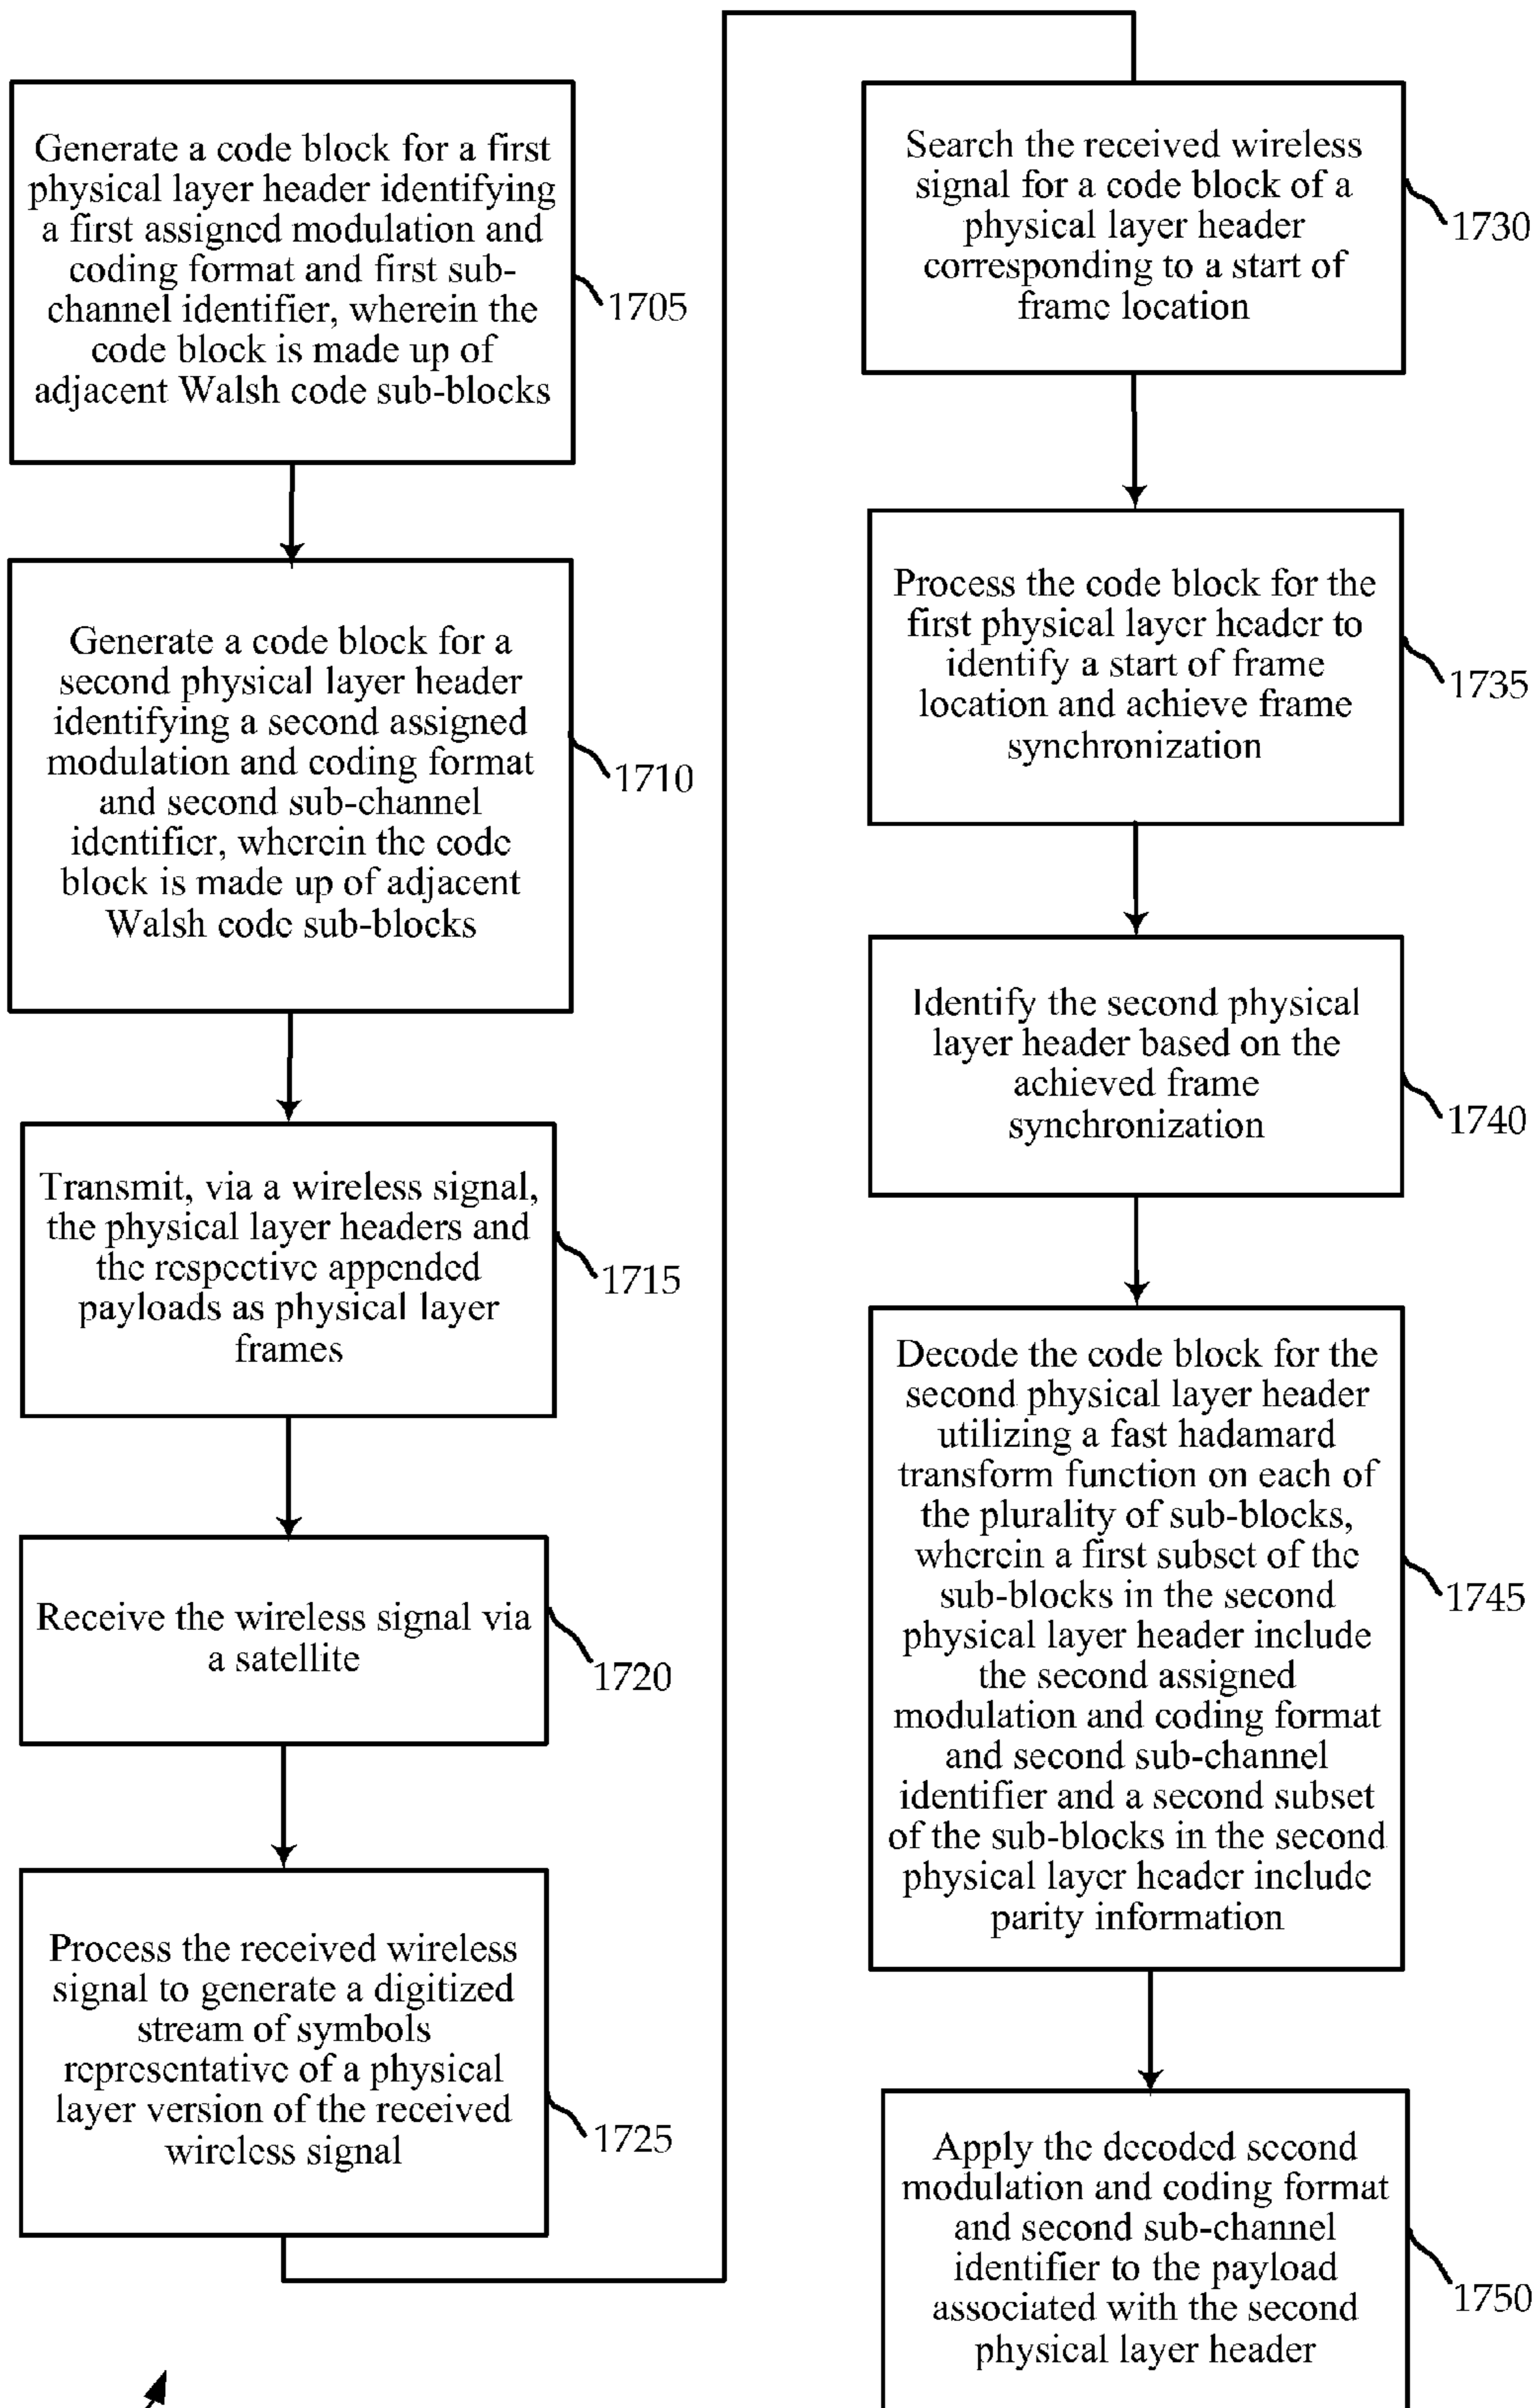 Generate a code block for a first
physical layer header identifying
a first assigned modulation and
coding format and first sub-
channel identifier, wherein the
code block is made up of
adjacent Walsh code sub-blocks
1705
Generate a code block for a
second physical layer header
identifying a second assigned
modulation and coding format
and second sub-channel
identifier, wherein the code
block is made up of adjacent
Walsh code sub-blocks
1710
Transmit, via a wireless signal,
the physical layer headers and
the respective appended
payloads as physical layer
frames
1715
Receive the wireless signal via
a satellite
1720
Process the received wireless
signal to generate a digitized
stream of symbols
representative of a physical
layer version of the received
wireless signal
1725
Search the received wireless
signal for a code block of a
physical layer header
corresponding to a start of
frame location
1730
Process the code block for the
first physical layer header to
identify a start of frame
location and achieve frame
synchronization
1735
Identify the second physical
layer header based on the
achieved frame
synchronization
1740
Decode the code block for the
second physical layer header
utilizing a fast hadamard
transform function on each of
the plurality of sub-blocks,
wherein a first subset of the
sub-blocks in the second
physical layer header include
the second assigned
modulation and coding format
and second sub-channel
identifier and a second subset
of the sub-blocks in the second
physical layer header include
parity information
1745
Apply the decoded second
modulation and coding format
and second sub-channel
identifier to the payload
associated with the second
physical layer header
1750